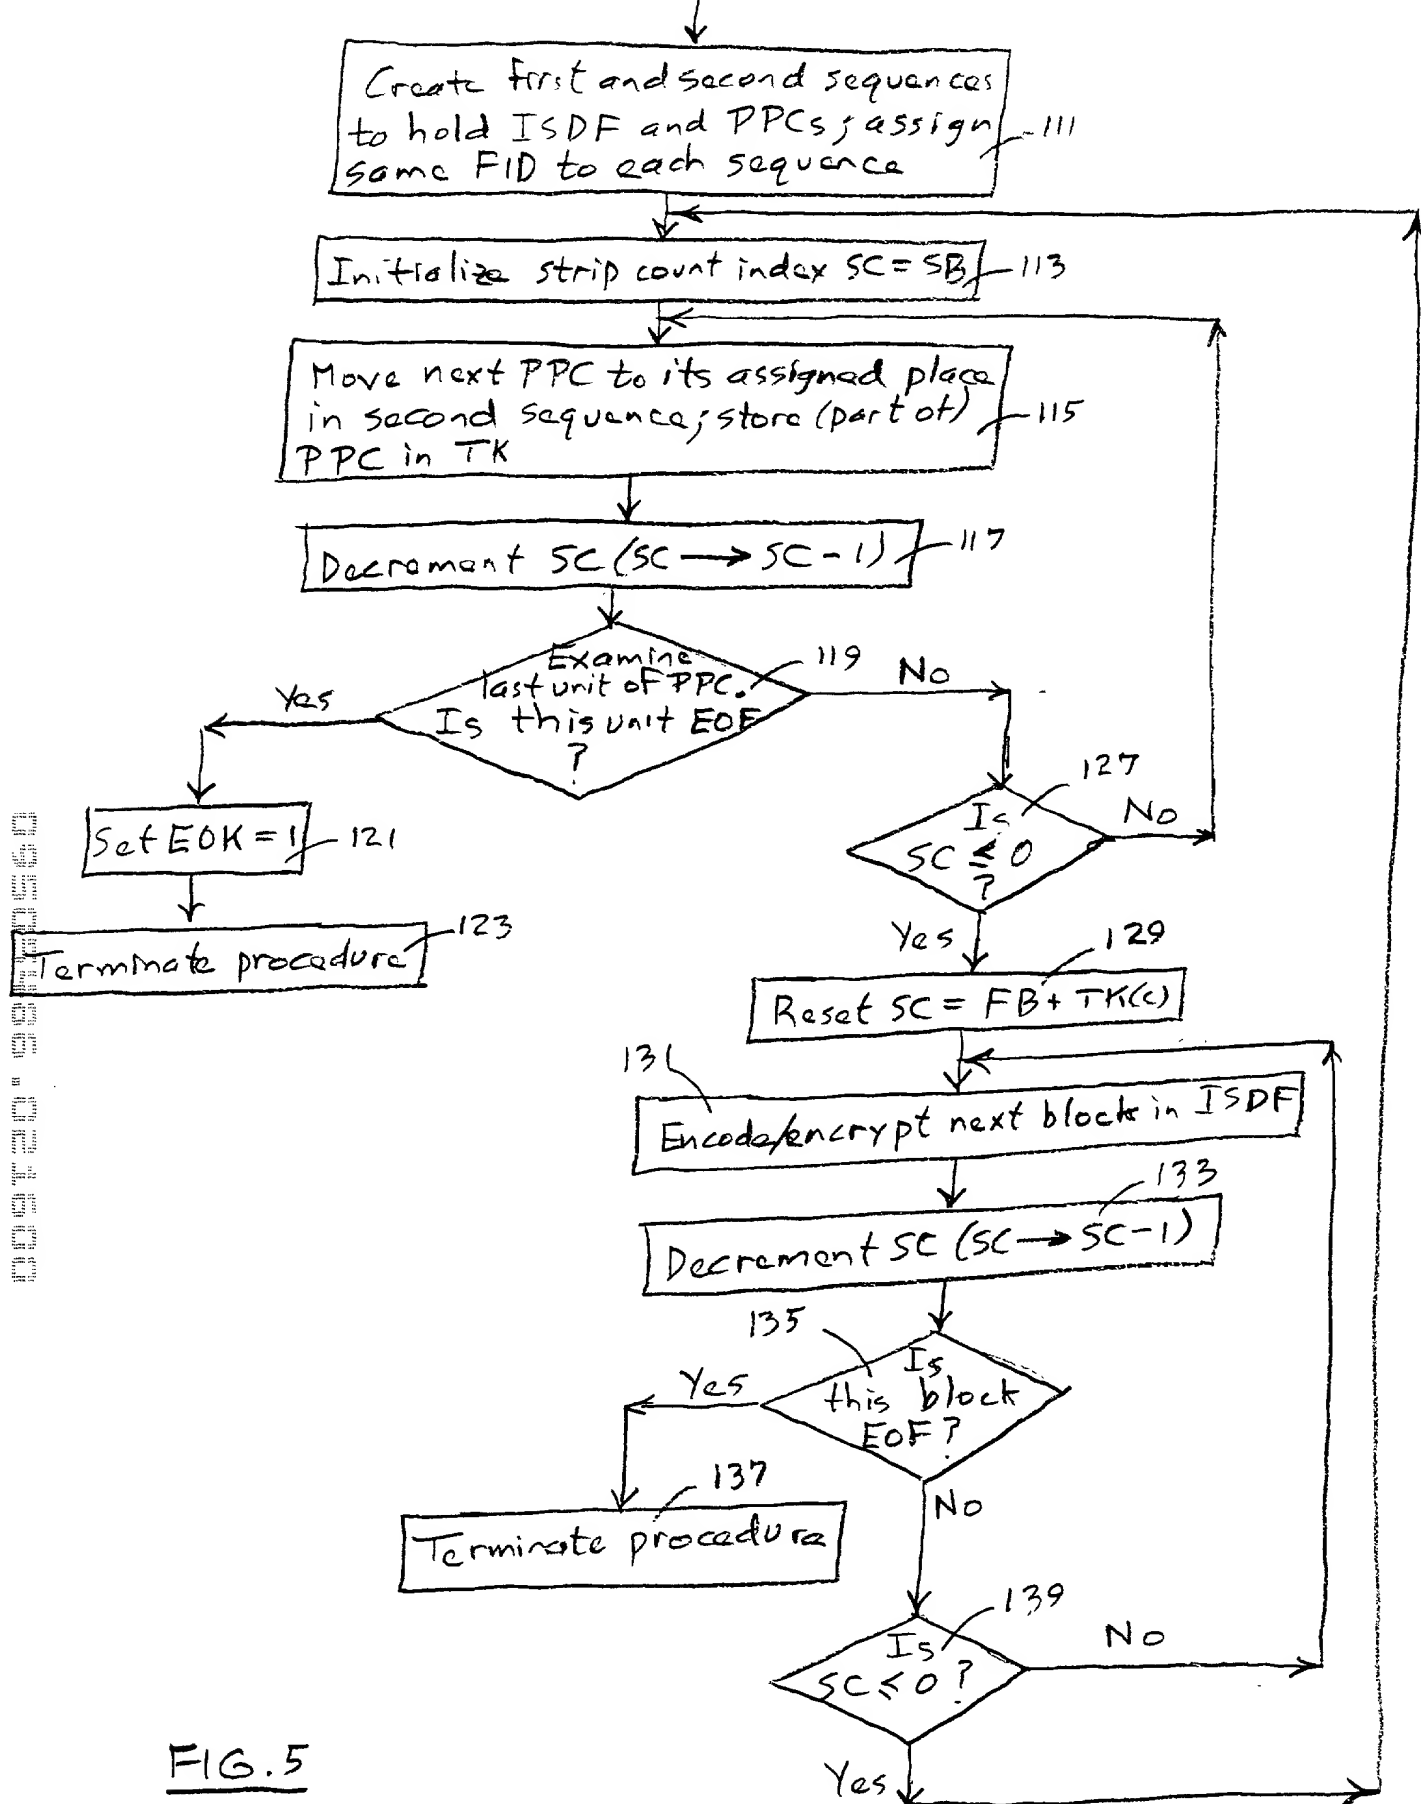 Create first and second sequences
to hold ISDF and PPCs; assign
same FID to each sequence
111
Initialize strip count index SC = SB
113
Move next PPC to its assigned place
in second sequence; store (part of)
PPC in TK
115
Decrement SC (SC → SC - 1)
117
Examine
last unit of PPC.
Is this unit EOF
?
119
Yes
No
Set EOK = 1
121
Terminate procedure
123
Is
SC ≤ 0
?
127
No
Yes
Reset SC = FB + TK(c)
129
131
Encode/encrypt next block in ISDF
133
Decrement SC (SC → SC-1)
135
Is
this block
EOF?
Yes
No
137
Terminate procedure
139
Is
SC ≤ 0?
No
Yes
FIG. 5